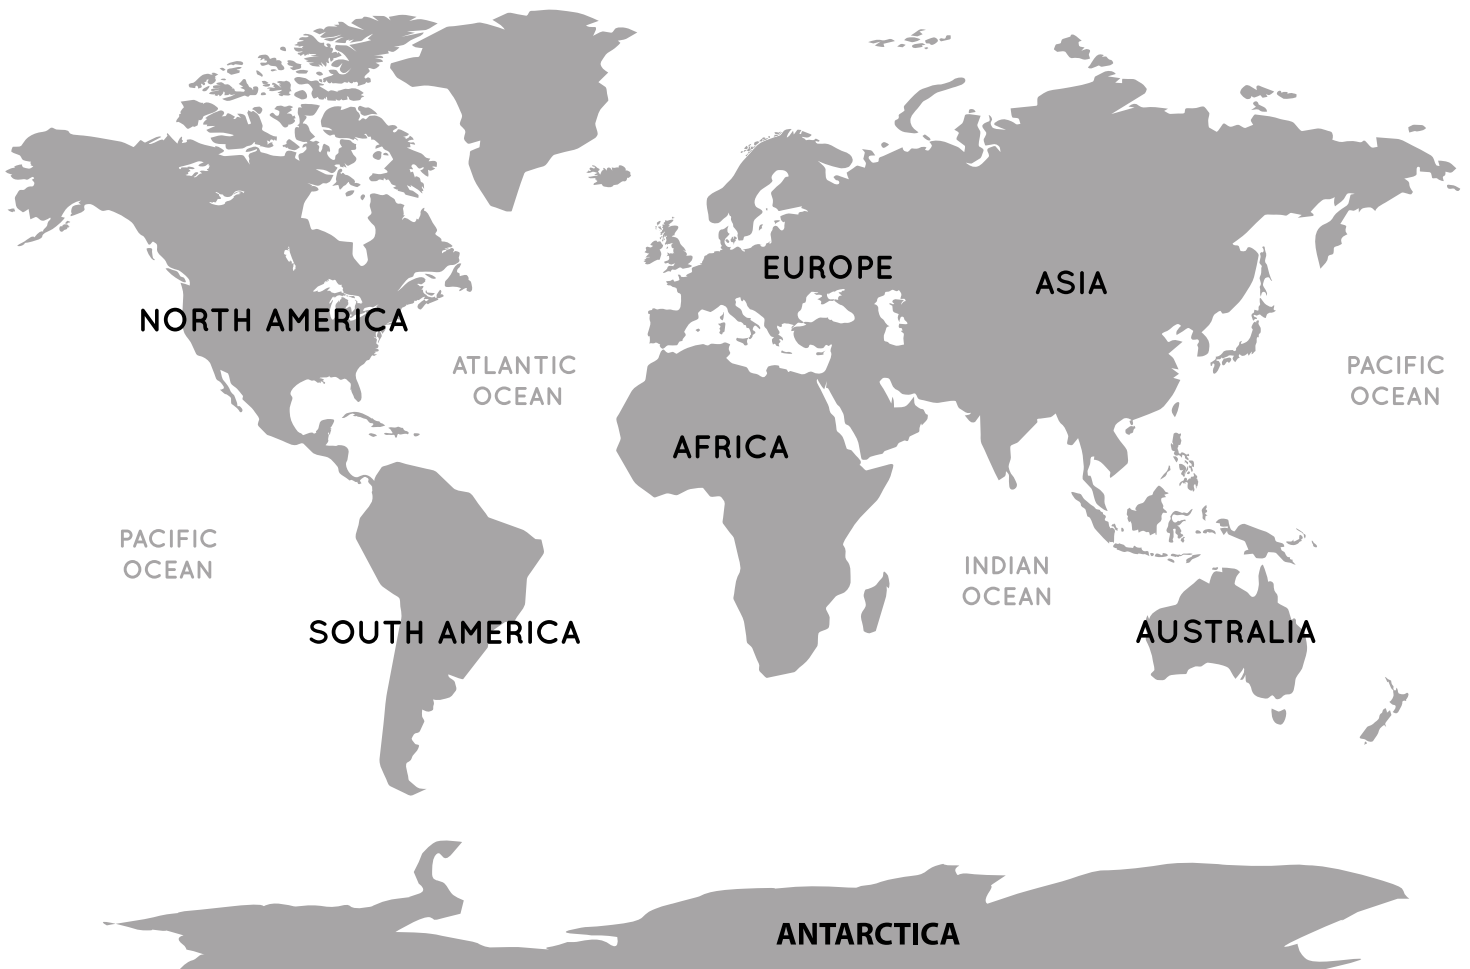 EUROPE
ASIA
NORTH AMERICA
ATLANTIC
OCEAN
PACIFIC
OCEAN
AFRICA
PACIFIC
OCEAN
INDIAN
OCEAN
SOUTH AMERICA
AUSTRALIA
ANTARCTICA